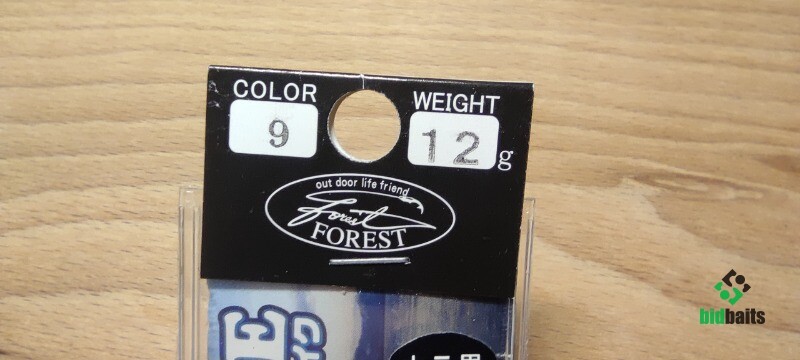 COLOR
9
WEIGHT
12g
out door life friend
Forest
FOREST
bidbaits